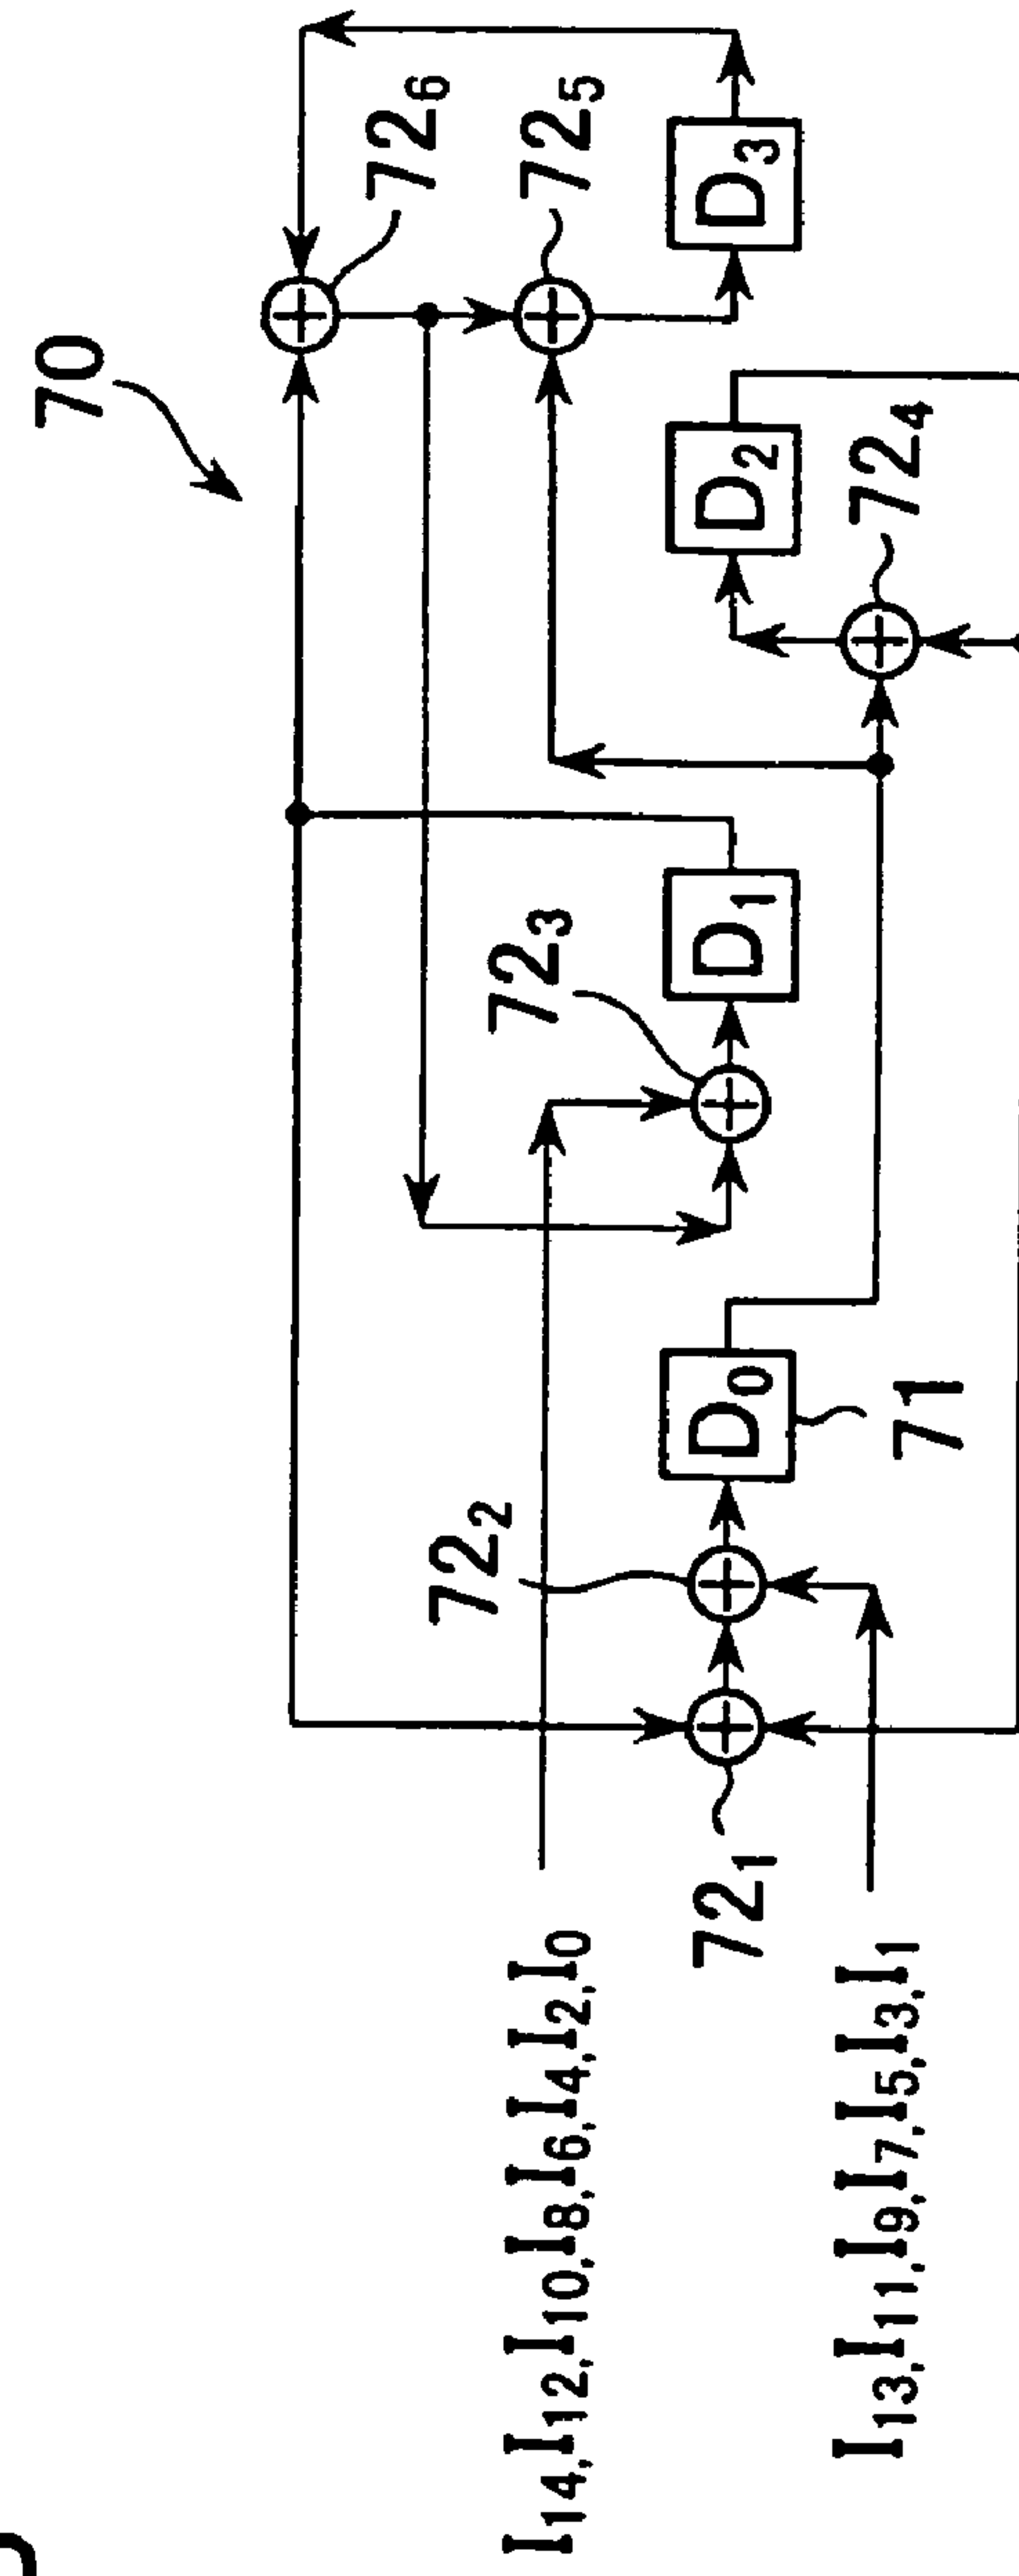 70
72₆
72₅
D₃
D₂
72₄
72₃
D₁
72₂
D₀
71
72₁
I₁₄,I₁₂,I₁₀,I₈,I₆,I₄,I₂,I₀
I₁₃,I₁₁,I₉,I₇,I₅,I₃,I₁